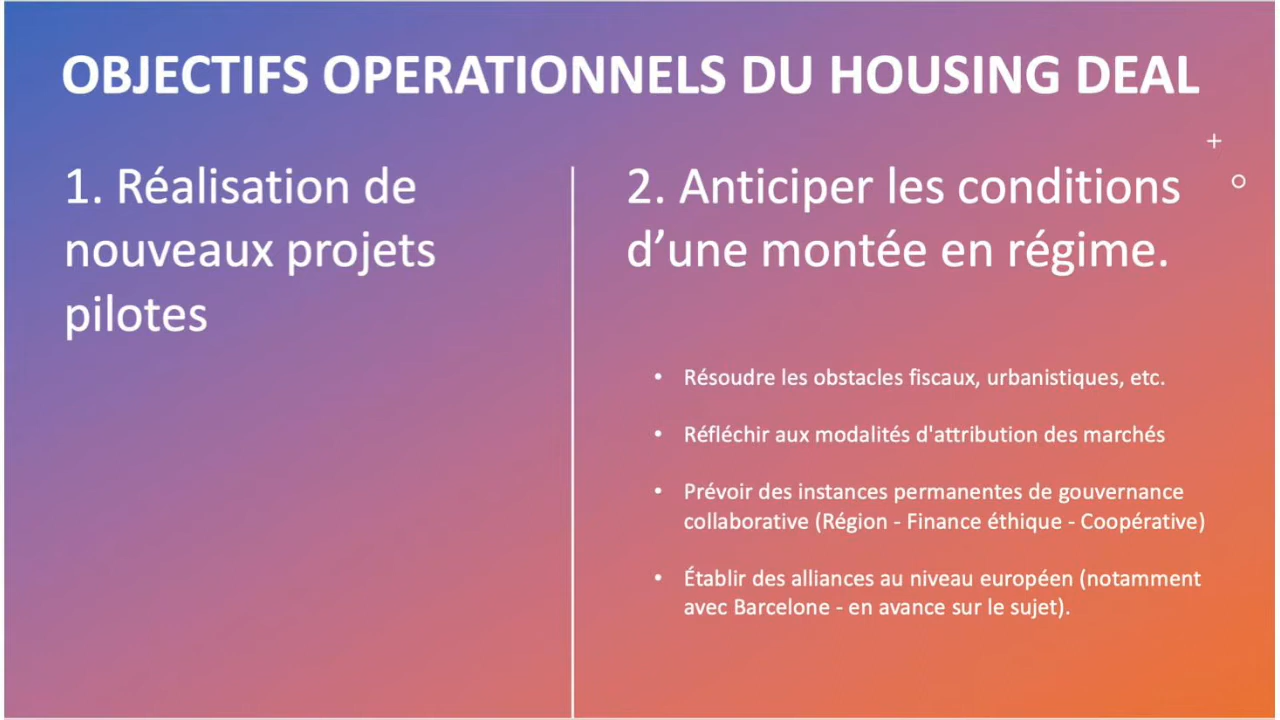 OBJECTIFS OPERATIONNELS DU HOUSING DEAL
1. Réalisation de
nouveaux projets
pilotes
2. Anticiper les conditions
d’une montée en régime.
• Résoudre les obstacles fiscaux, urbanistiques, etc.
• Réfléchir aux modalités d'attribution des marchés
• Prévoir des instances permanentes de gouvernance
collaborative (Région - Finance éthique - Coopérative)
• Établir des alliances au niveau européen (notamment
avec Barcelone - en avance sur le sujet).